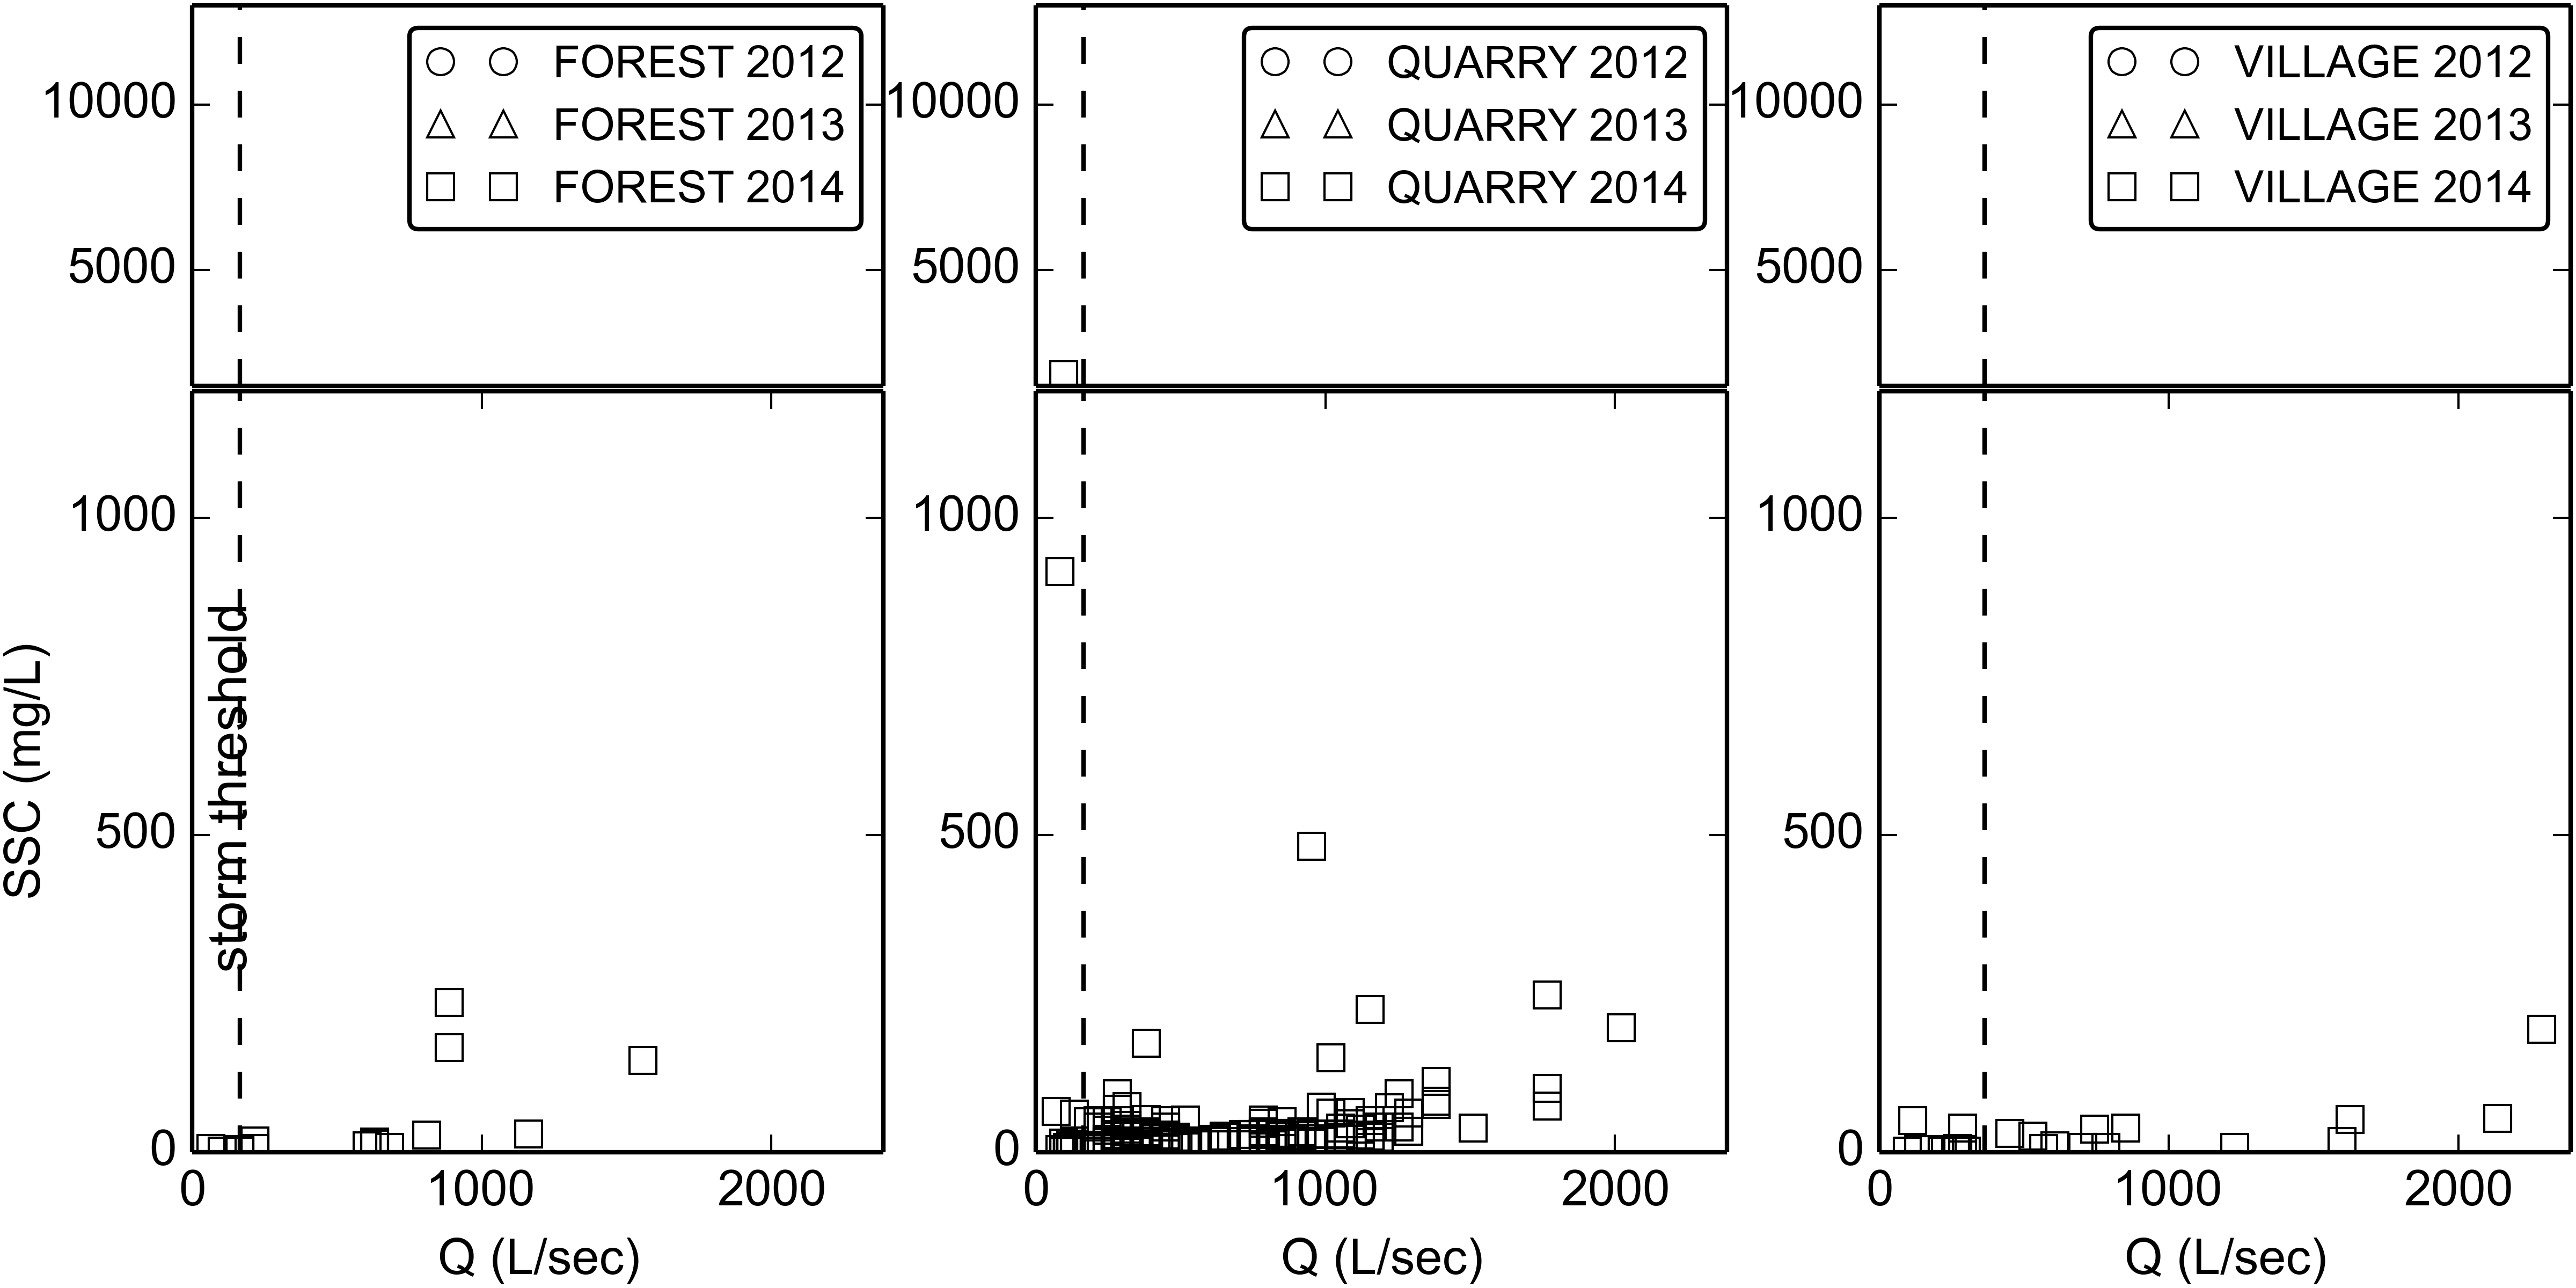 10000
5000
FOREST 2012
FOREST 2013
FOREST 2014
10000
5000
QUARRY 2012
QUARRY 2013
QUARRY 2014
10000
5000
VILLAGE 2012
VILLAGE 2013
VILLAGE 2014
SSC (mg/L)
1000
500
0
storm threshold
0 1000 2000
Q (L/sec)
1000
500
0
0 1000 2000
Q (L/sec)
1000
500
0
0 1000 2000
Q (L/sec)